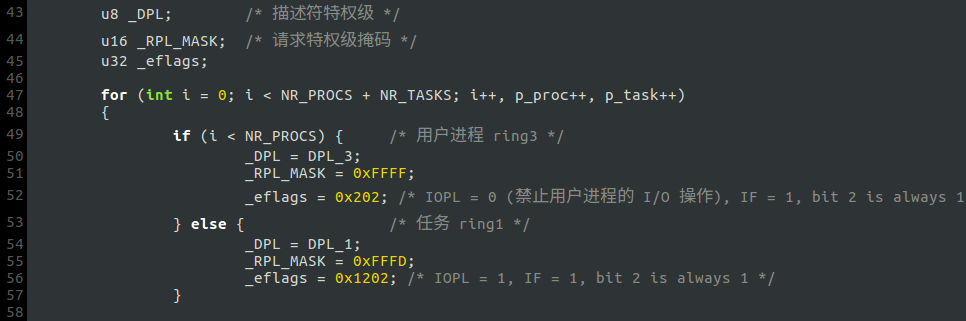 43 u8 _DPL; /* 描述符特权级 */
44 u16 _RPL_MASK; /* 请求特权级掩码 */
45 u32 _eflags;
46
47 for (int i = 0; i < NR_PROCS + NR_TASKS; i++, p_proc++, p_task++)
48 {
49 if (i < NR_PROCS) { /* 用户进程 ring3 */
50 _DPL = DPL_3;
51 _RPL_MASK = 0xFFFF;
52 _eflags = 0x202; /* IOPL = 0 (禁止用户进程的 I/O 操作), IF = 1, bit 2 is always 1
53 } else { /* 任务 ring1 */
54 _DPL = DPL_1;
55 _RPL_MASK = 0xFFFD;
56 _eflags = 0x1202; /* IOPL = 1, IF = 1, bit 2 is always 1 */
57 }
58